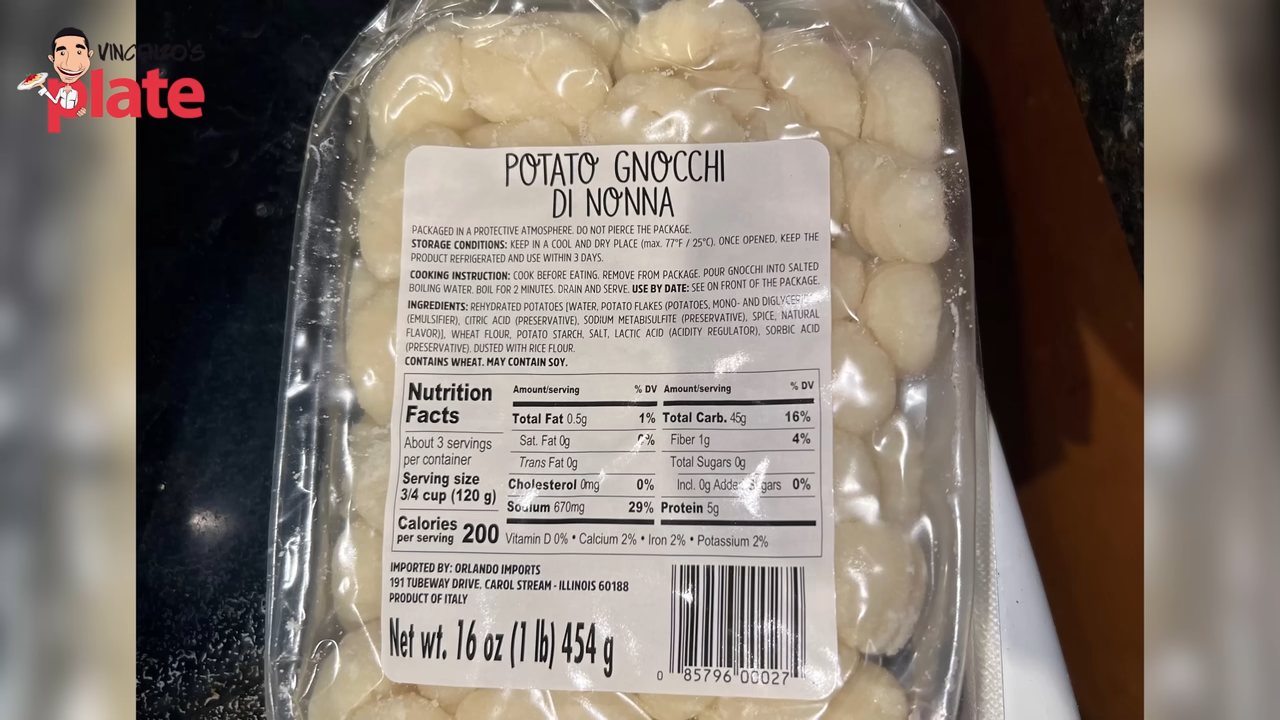 VINCENZO'S
plate
POTATO GNOCCHI
DI NONNA
PACKAGED IN A PROTECTIVE ATMOSPHERE. DO NOT PIERCE THE PACKAGE.
STORAGE CONDITIONS: KEEP IN A COOL AND DRY PLACE (max. 77°F / 25°C). ONCE OPENED, KEEP THE
PRODUCT REFRIGERATED AND USE WITHIN 3 DAYS.
COOKING INSTRUCTION: COOK BEFORE EATING. REMOVE FROM PACKAGE. POUR GNOCCHI INTO SALTED
BOILING WATER. BOIL FOR 2 MINUTES. DRAIN AND SERVE. USE BY DATE: SEE ON FRONT OF THE PACKAGE.
INGREDIENTS: REHYDRATED POTATOES [WATER, POTATO FLAKES (POTATOES, MONO- AND
(EMULSIFIER), CITRIC ACID (PRESERVATIVE), SODIUM METABISULFITE (PRESERVATIVE), SPICE, NATURAL
FLAVOR)], WHEAT FLOUR, POTATO STARCH, SALT, LACTIC ACID (ACIDITY REGULATOR), SORBIC ACID
(PRESERVATIVE). DUSTED WITH RICE FLOUR.
CONTAINS WHEAT. MAY CONTAIN SOY.
Nutrition
Facts
About 3 servings
per container
Serving size
3/4 cup (120 g)
Calories
per serving 200
Amount/serving % DV
Total Fat 0.5g 1%
Sat. Fat 0g 0%
Trans Fat 0g
Cholesterol 0mg 0%
Sodium 670mg 29%
Amount/serving % DV
Total Carb. 45g 16%
Fiber 1g 4%
Total Sugars 0g
Incl. 0g Added Sugars 0%
Protein 5g
Vitamin D 0% • Calcium 2% • Iron 2% • Potassium 2%
IMPORTED BY: ORLANDO IMPORTS
191 TUBEWAY DRIVE, CAROL STREAM - ILLINOIS 60188
PRODUCT OF ITALY
Net wt. 16 oz (1 lb) 454 g
0 85796 00027